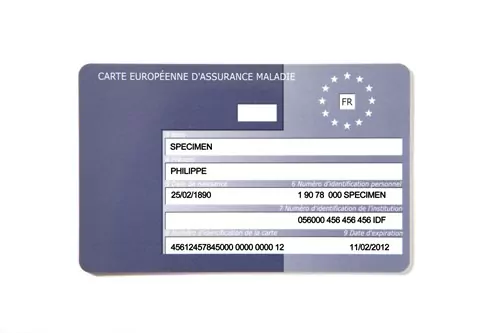 CARTE EUROPÉENNE D'ASSURANCE MALADIE
FR
3 Nom
SPECIMEN
4 Prénom
PHILIPPE
5 Date de naissance 6 Numéro d'identification personnel
25/02/1890 1 90 78 000 SPECIMEN
7 Numéro d'identification de l'institution
056000 456 456 456 IDF
8 Numéro d'identification de la carte 9 Date d'expiration
45612457845000 0000 0000 12 11/02/2012